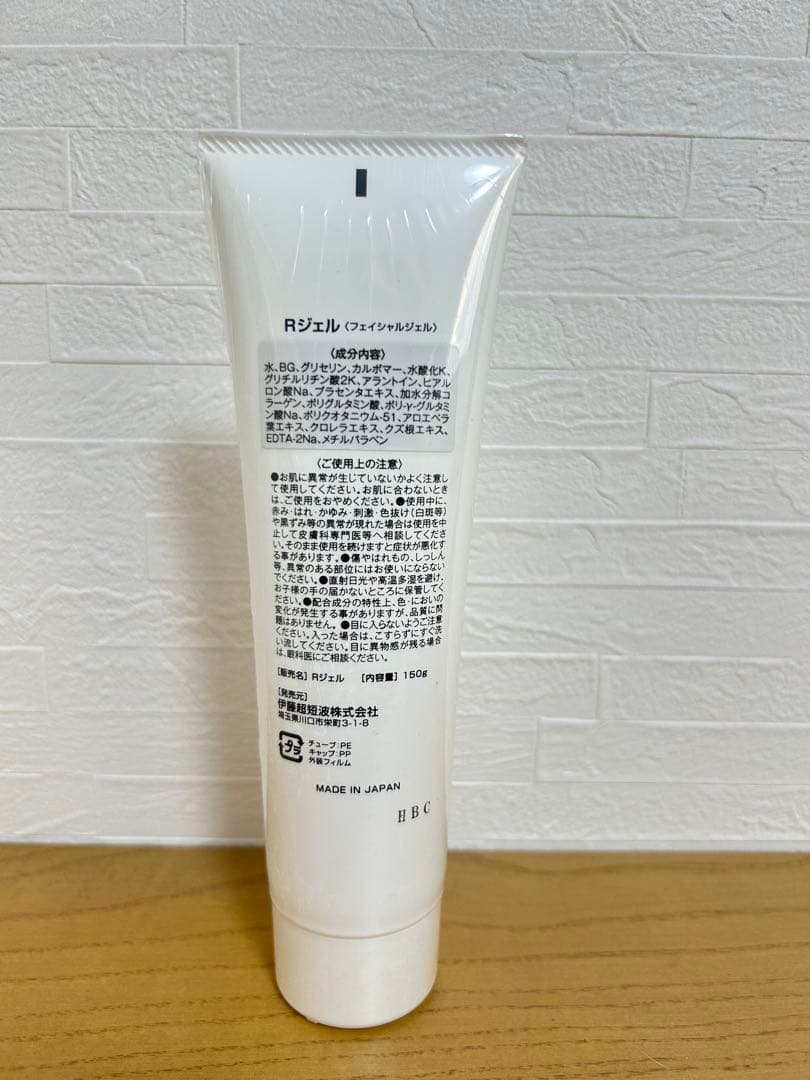 Rジェル〈フェイシャルジェル〉
〈成分内容〉
水、BG、グリセリン、カルボマー、水酸化K、
グリチルリチン酸2K、アラントイン、ヒアル
ロン酸Na、プラセンタエキス、加水分解コ
ラーゲン、ポリグルタミン酸、ポリ-γ-グルタミ
ン酸Na、ポリクオタニウム-51、アロエベラ
葉エキス、クロレラエキス、クズ根エキス、
EDTA-2Na、メチルパラベン
〈ご使用上の注意〉
●お肌に異常が生じていないかよく注意し
て使用してください。お肌に合わないとき
は、ご使用をおやめください。●使用中に、
赤み・はれ・かゆみ・刺激・色抜け(白斑等)
や黒ずみ等の異常が現れた場合は使用を中
止して皮膚科専門医等へ相談してください。
そのまま使用を続けますと症状が悪化す
る事があります。●傷やはれもの、しっしん
等、異常のある部位にはお使いにならない
でください。●直射日光や高温多湿を避け、
お子様の手の届かないところに保管してく
ださい。●配合成分の特性上、色・においの
変化が発生する事がありますが、品質に問
題はありません。●目に入らないようご注意
ください。入った場合は、こすらずにすぐ洗
い流してください。目に異物感が残る場合
は、眼科医にご相談ください。
[販売名] Rジェル [内容量] 150g
[発売元]
伊藤超短波株式会社
埼玉県川口市栄町3-1-8
プラ
チューブ:PE
キャップ:PP
外装フィルム
MADE IN JAPAN
HBC